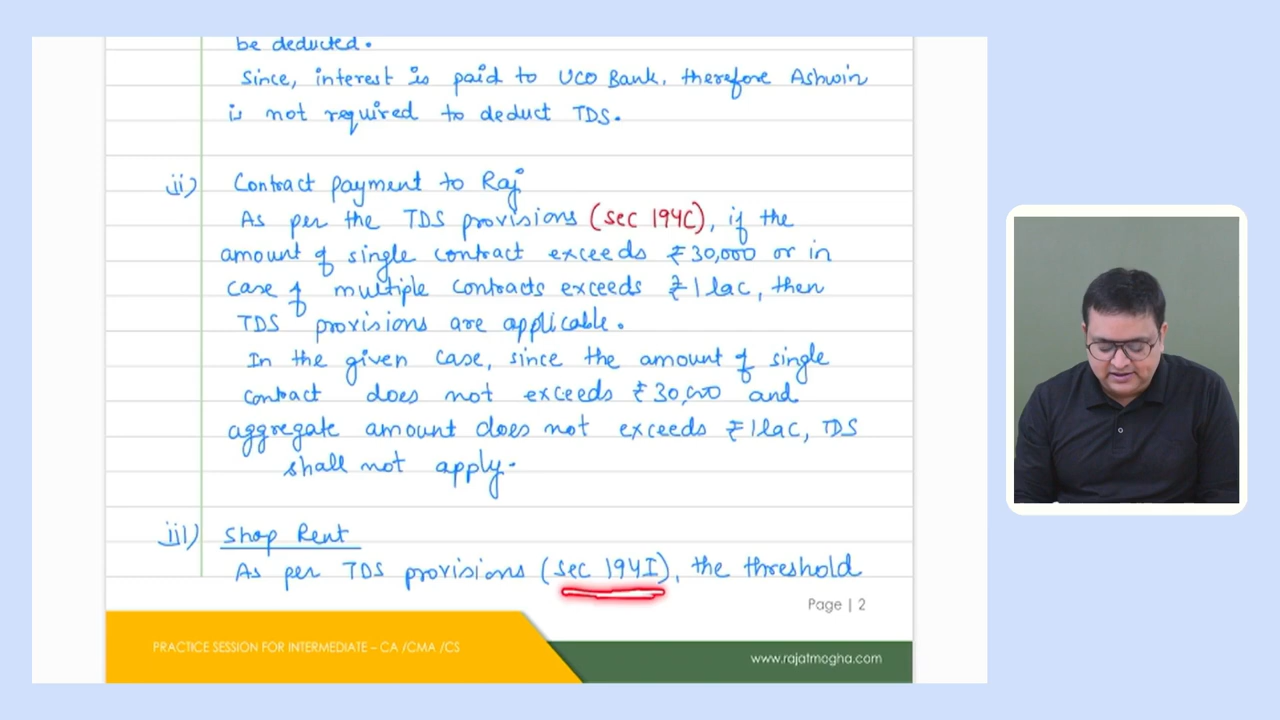 be deducted.
Since, interest is paid to UCO Bank, therefore Ashwin
is not required to deduct TDS.
ii) Contract payment to Raj
As per the TDS provisions (Sec 194C), if the
amount of single contract exceeds ₹30,000 or in
case of multiple contracts exceeds ₹1 lac, then
TDS provisions are applicable.
In the given case, since the amount of single
contract does not exceeds ₹30,000 and
aggregate amount does not exceeds ₹1lac, TDS
shall not apply.
iii) Shop Rent
As per TDS provisions (Sec 194I), the threshold
Page | 2
PRACTICE SESSION FOR INTERMEDIATE – CA /CMA /CS
www.rajatmogha.com